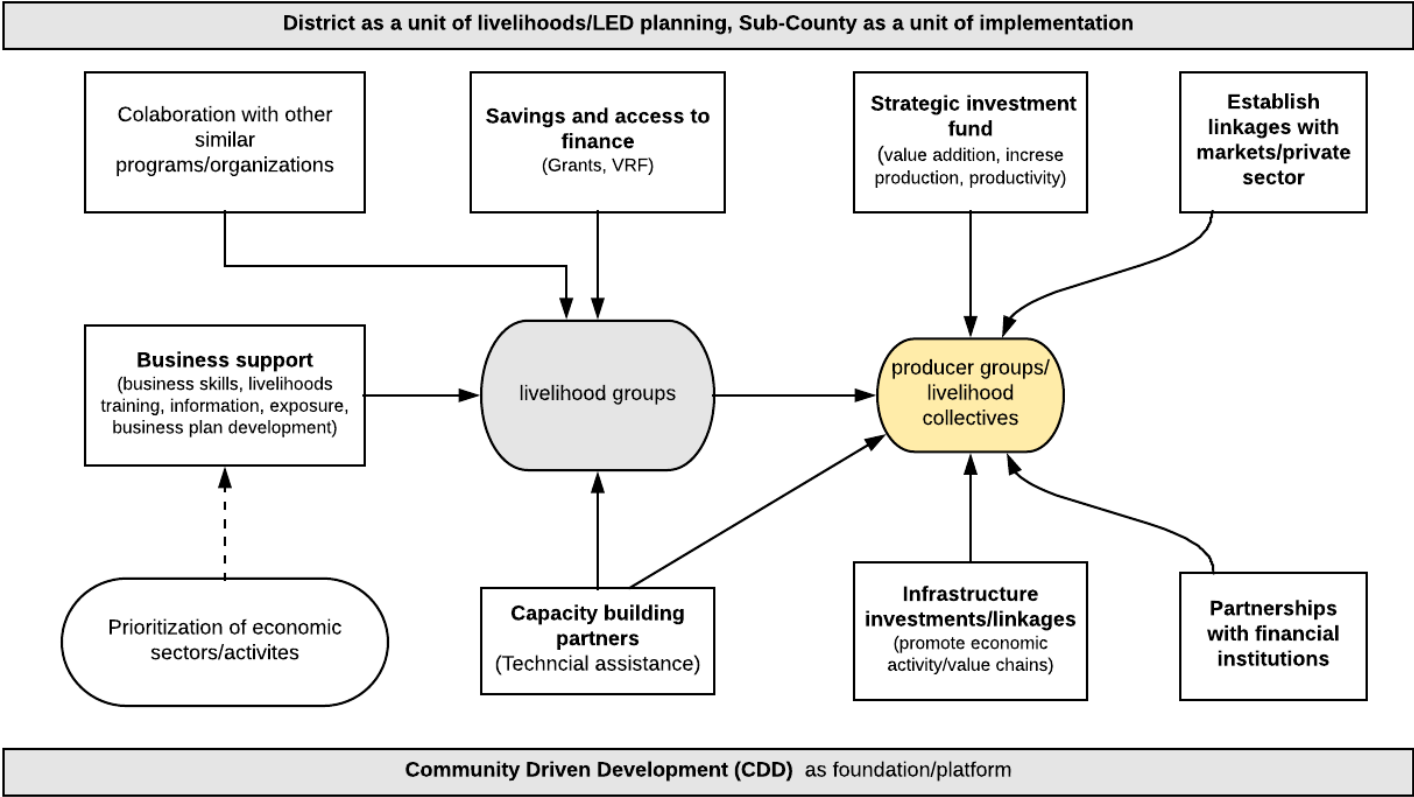 District as a unit of livelihoods/LED planning, Sub-County as a unit of implementation
Colaboration with other
similar
programs/organizations
Savings and access to
finance
(Grants, VRF)
Strategic investment
fund
(value addition, increse
production, productivity)
Establish
linkages with
markets/private
sector
Business support
(business skills, livelihoods
training, information, exposure,
business plan development)
livelihood groups
producer groups/
livelihood
collectives
Prioritization of economic
sectors/activites
Capacity building
partners
(Techncial assistance)
Infrastructure
investments/linkages
(promote economic
activity/value chains)
Partnerships
with financial
institutions
Community Driven Development (CDD) as foundation/platform